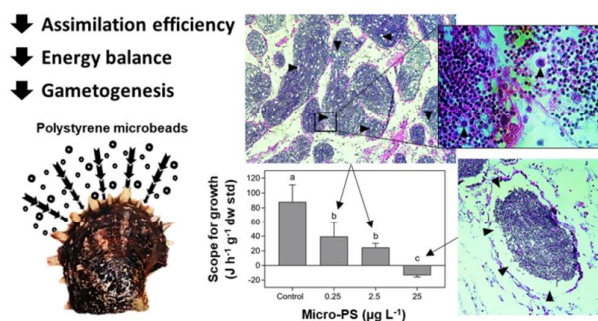 Assimilation efficiency
Energy balance
Gametogenesis
Polystyrene microbeads
Scope for growth
(J h⁻¹ g⁻¹ dw std)
120
100
80
60
40
20
0
-20
a
b
b
c
Control
0.25
2.5
25
Micro-PS (µg L⁻¹)